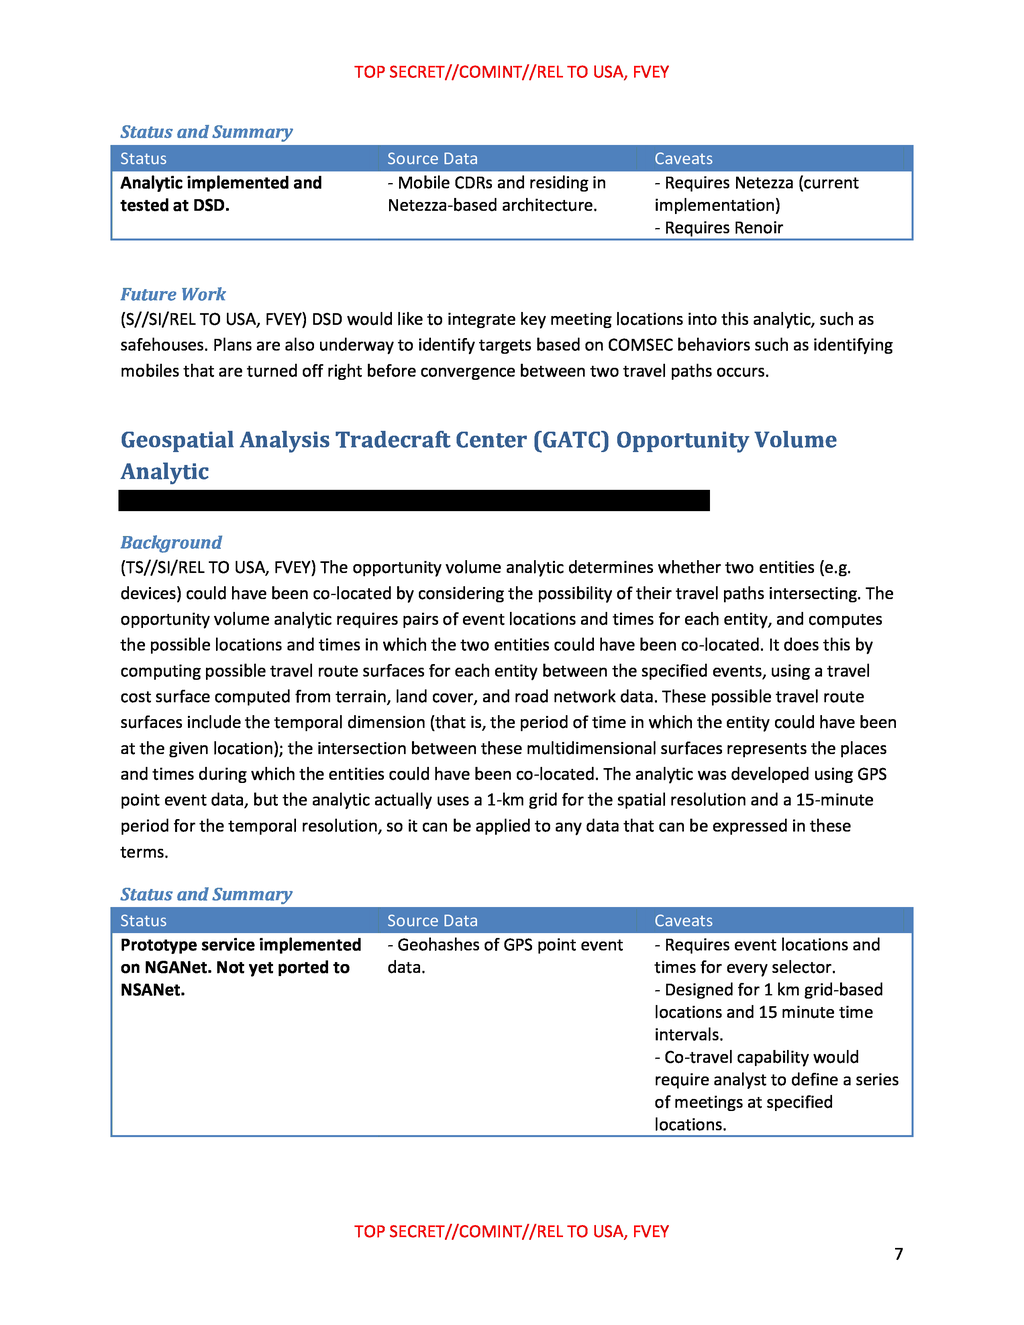 TOP SECRET//COMINT//REL TO USA, FVEY
Status and Summary
Status Source Data Caveats
Analytic implemented and - Mobile CDRs and residing in - Requires Netezza (current
tested at DSD. Netezza-based architecture. implementation)
- Requires Renoir
Future Work
(S//SI/REL TO USA, FVEY) DSD would like to integrate key meeting locations into this analytic, such as
safehouses. Plans are also underway to identify targets based on COMSEC behaviors such as identifying
mobiles that are turned off right before convergence between two travel paths occurs.
Geospatial Analysis Tradecraft Center (GATC) Opportunity Volume
Analytic
Background
(TS//SI/REL TO USA, FVEY) The opportunity volume analytic determines whether two entities (e.g.
devices) could have been co-located by considering the possibility of their travel paths intersecting. The
opportunity volume analytic requires pairs of event locations and times for each entity, and computes
the possible locations and times in which the two entities could have been co-located. It does this by
computing possible travel route surfaces for each entity between the specified events, using a travel
cost surface computed from terrain, land cover, and road network data. These possible travel route
surfaces include the temporal dimension (that is, the period of time in which the entity could have been
at the given location); the intersection between these multidimensional surfaces represents the places
and times during which the entities could have been co-located. The analytic was developed using GPS
point event data, but the analytic actually uses a 1-km grid for the spatial resolution and a 15-minute
period for the temporal resolution, so it can be applied to any data that can be expressed in these
terms.
Status and Summary
Status Source Data Caveats
Prototype service implemented - Geohashes of GPS point event - Requires event locations and
on NGANet. Not yet ported to data. times for every selector.
NSANet. - Designed for 1 km grid-based
locations and 15 minute time
intervals.
- Co-travel capability would
require analyst to define a series
of meetings at specified
locations.
TOP SECRET//COMINT//REL TO USA, FVEY
7